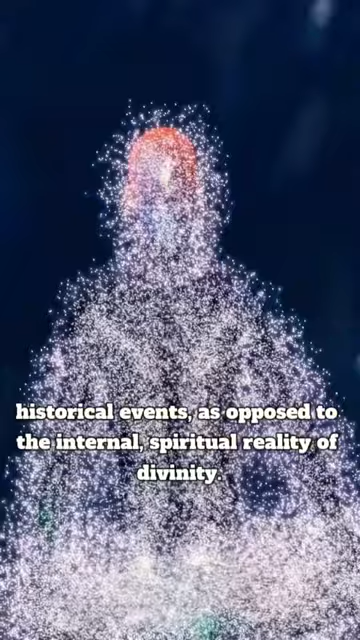 historical events, as opposed to
the internal, spiritual reality of
divinity.